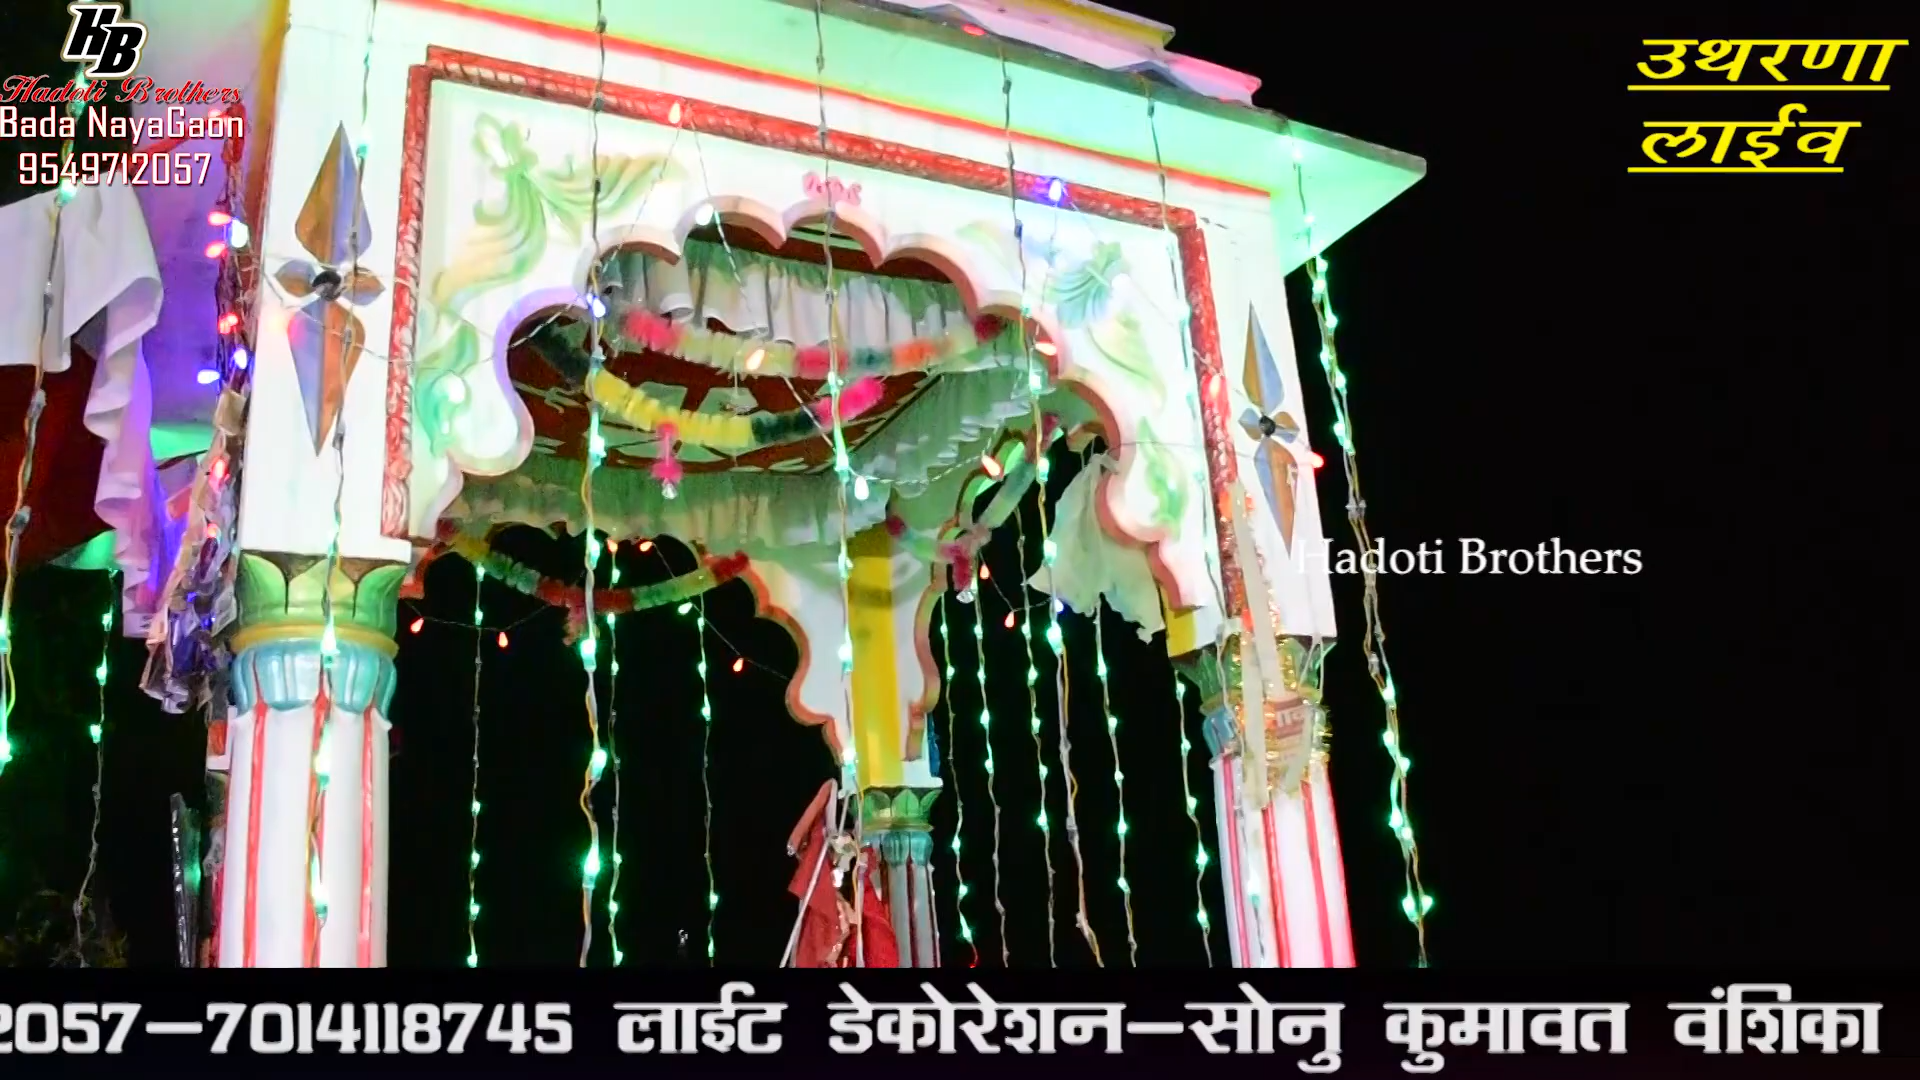 HB
Hadoti Brothers
Bada NayaGaon
9549712057
उथरणा
लाईव
Hadoti Brothers
2057-7014118745 लाईट डेकोरेशन-सोनु कुमावत वंशिका